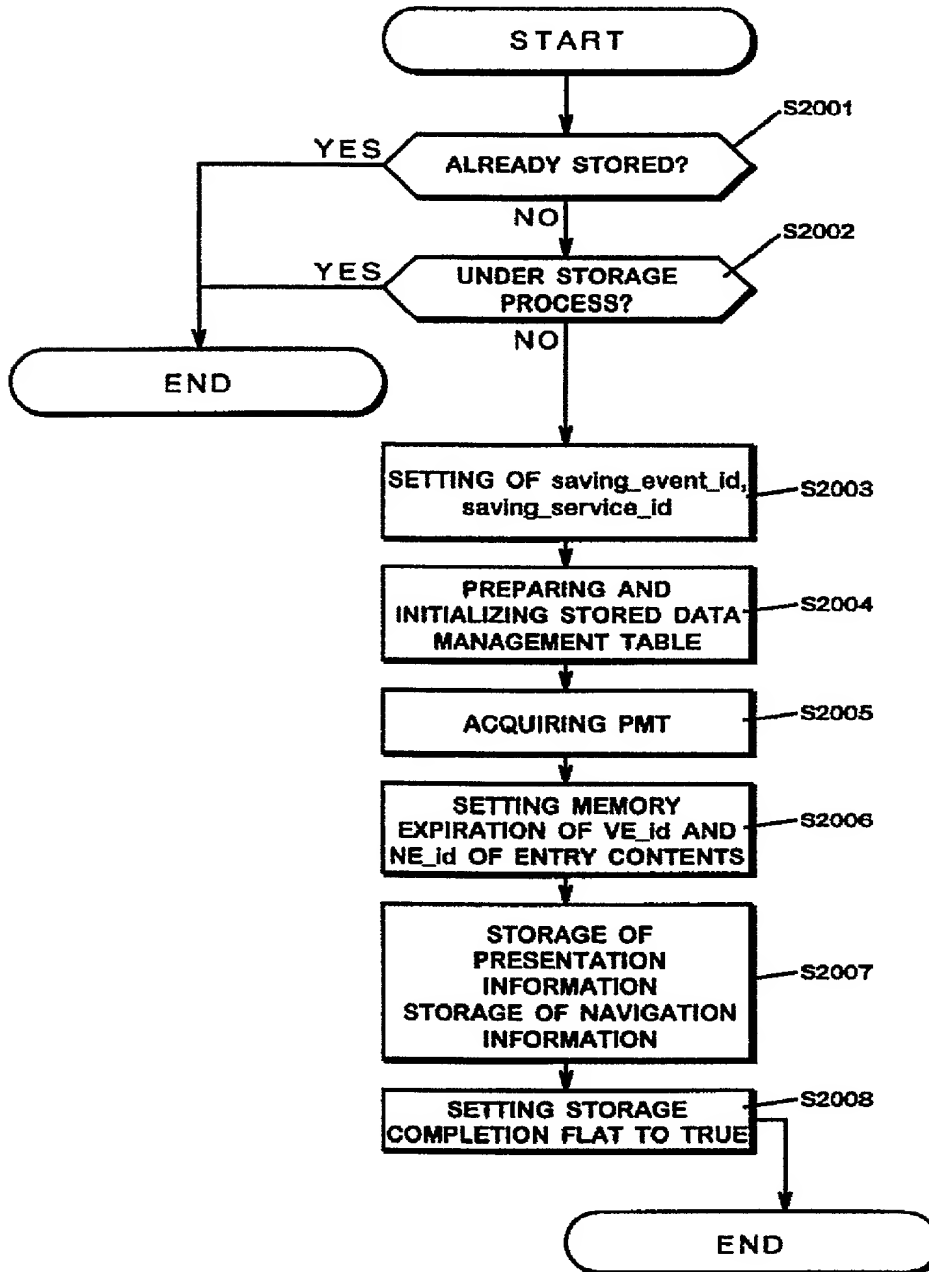 START
S2001
YES
ALREADY STORED?
NO
S2002
YES
UNDER STORAGE
PROCESS?
NO
END
SETTING OF saving_event_id,
saving_service_id
S2003
PREPARING AND
INITIALIZING STORED DATA
MANAGEMENT TABLE
S2004
ACQUIRING PMT
S2005
SETTING MEMORY
EXPIRATION OF VE_id AND
NE_id OF ENTRY CONTENTS
S2006
STORAGE OF
PRESENTATION
INFORMATION
STORAGE OF NAVIGATION
INFORMATION
S2007
SETTING STORAGE
COMPLETION FLAT TO TRUE
S2008
END